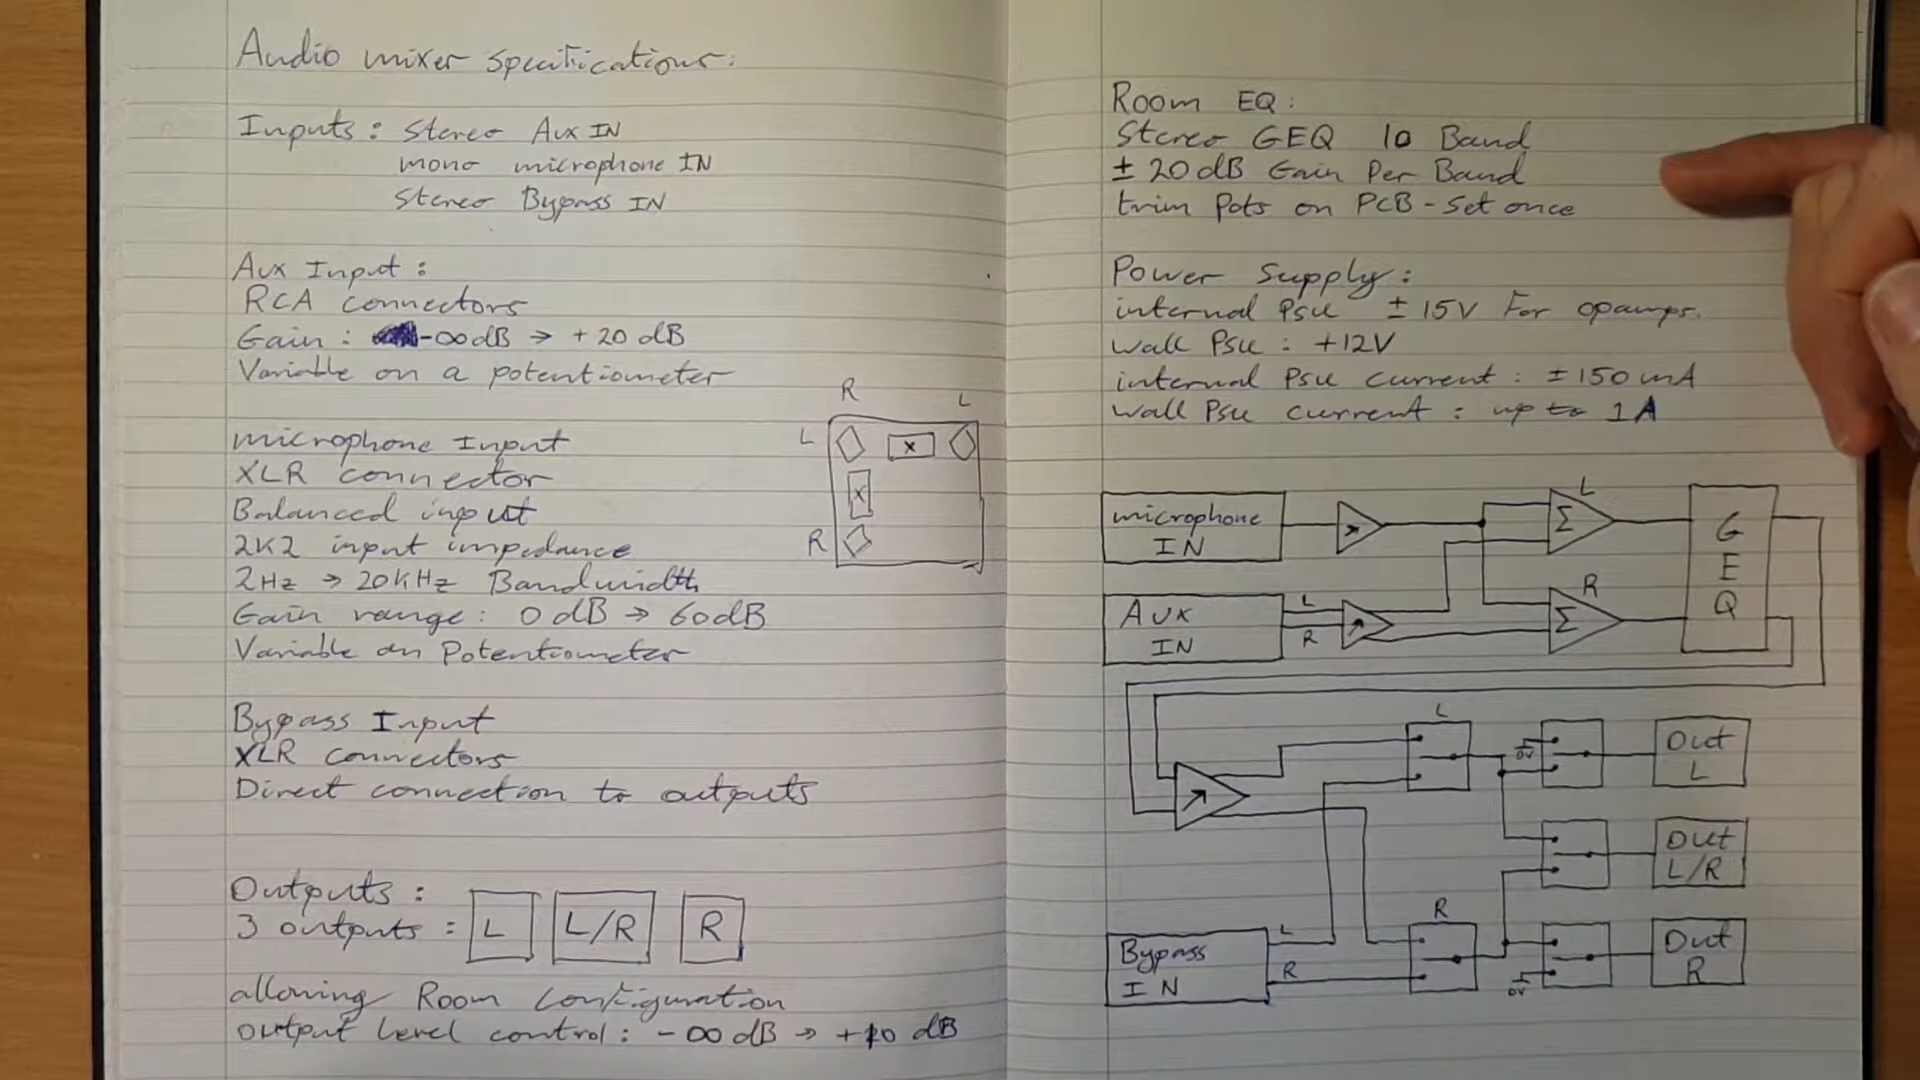 Audio mixer specifications:
Inputs: Stereo Aux IN
mono microphone IN
Stereo Bypass IN
Aux Input:
RCA connectors
Gain: -∞dB → +20 dB
Variable on a potentiometer
R
L
L
X
X
R
microphone Input
XLR connector
Balanced input
2K2 input impedance
2Hz → 20KHz Bandwidth
Gain range: 0dB → 60dB
Variable on Potentiometer
Bypass Input
XLR connectors
Direct connection to outputs
Outputs:
3 outputs: L L/R R
allowing Room configuration
output level control: -∞dB → +10 dB
Room EQ:
Stereo GEQ 10 Band
± 20dB Gain Per Band
trim Pots on PCB - Set once
Power Supply:
internal Psu ± 15V For opamps.
Wall Psu: +12V
internal Psu current: ± 150mA
Wall Psu current: up to 1A
microphone
IN
Σ
L
GEQ
Aux
IN
L
R
Σ
R
L
0V
Out
L
Out
L/R
Bypass
IN
L
R
R
0V
Out
R